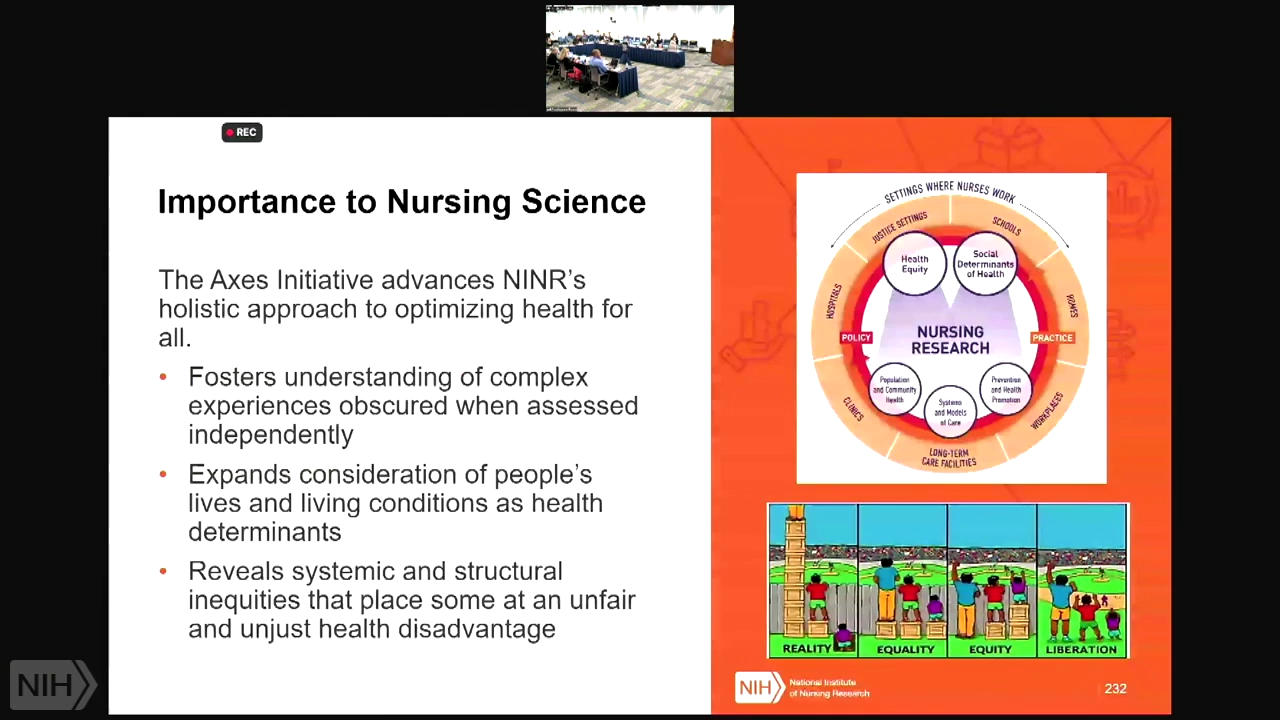 REC
Importance to Nursing Science
The Axes Initiative advances NINR’s
holistic approach to optimizing health for
all.
• Fosters understanding of complex
experiences obscured when assessed
independently
• Expands consideration of people’s
lives and living conditions as health
determinants
• Reveals systemic and structural
inequities that place some at an unfair
and unjust health disadvantage
SETTINGS WHERE NURSES WORK
JUSTICE SETTINGS
SCHOOLS
HOSPITALS
HOMES
CLINICS
WORKPLACES
LONG-TERM
CARE FACILITIES
Health
Equity
Social
Determinants
of Health
POLICY
NURSING
RESEARCH
PRACTICE
Population
and Community
Health
Systems
and Models
of Care
Prevention
and Health
Promotion
REALITY
EQUALITY
EQUITY
LIBERATION
NIH
National Institute
of Nursing Research
232
NIH